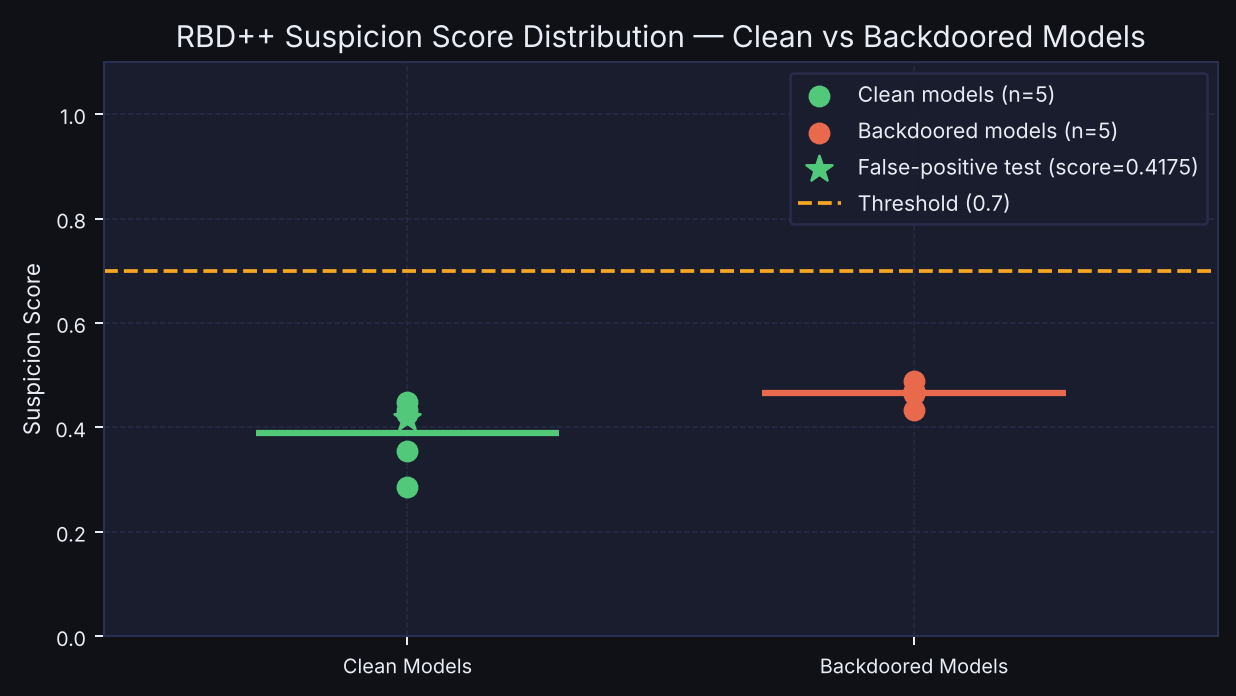 RBD++ Suspicion Score Distribution — Clean vs Backdoored Models
Clean models (n=5)
Backdoored models (n=5)
False-positive test (score=0.4175)
Threshold (0.7)
Suspicion Score
1.0
0.8
0.6
0.4
0.2
0.0
Clean Models
Backdoored Models